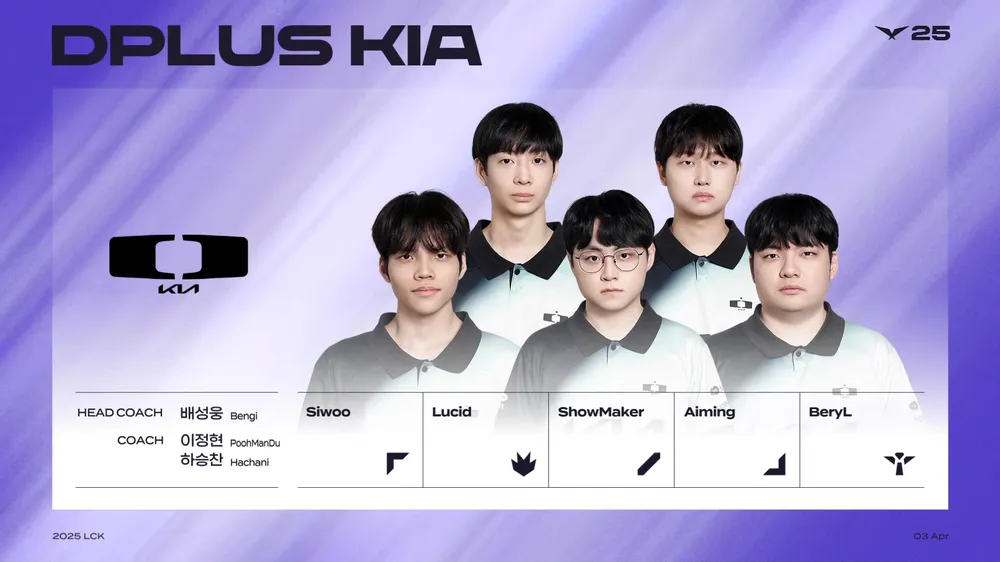 DPLUS KIA
25
KIA
HEAD COACH 배성웅 Bengi
COACH 이정현 PoohManDu
하승찬 Hachani
Siwoo
Lucid
ShowMaker
Aiming
BeryL
2025 LCK
03 Apr